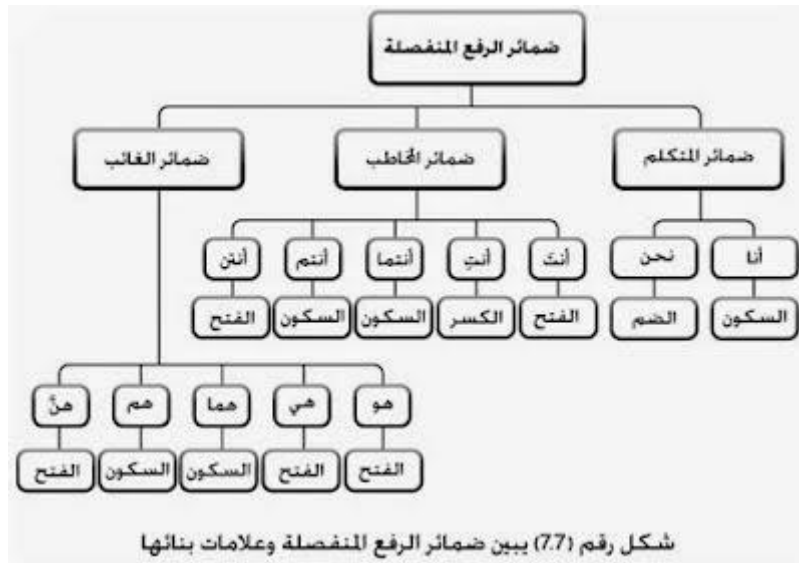 ضمائر الرفع المنفصلة
ضمائر المتكلم
ضمائر المخاطب
ضمائر الغائب
أنا
نحن
السكون
الضم
أنتَ
أنتِ
أنتما
أنتم
أنتن
الفتح
الكسر
السكون
السكون
الفتح
هو
هي
هما
هم
هنَّ
الفتح
الفتح
السكون
السكون
الفتح
شكل رقم (7.7) يبين ضمائر الرفع المنفصلة وعلامات بنائها